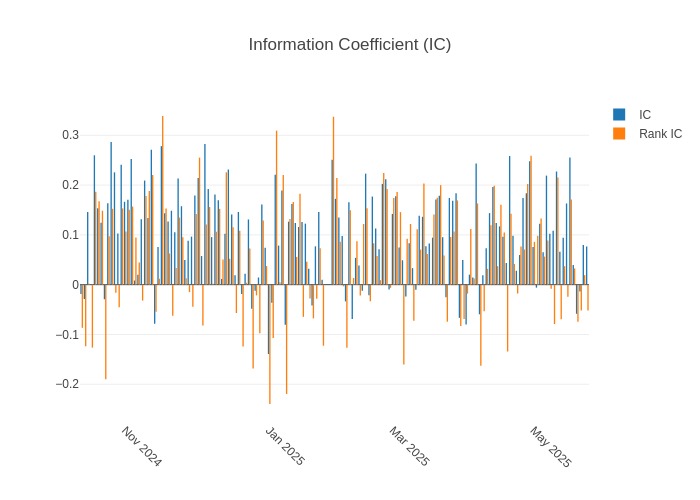 Information Coefficient (IC)
IC
Rank IC
0.3
0.2
0.1
0
−0.1
−0.2
Nov 2024
Jan 2025
Mar 2025
May 2025